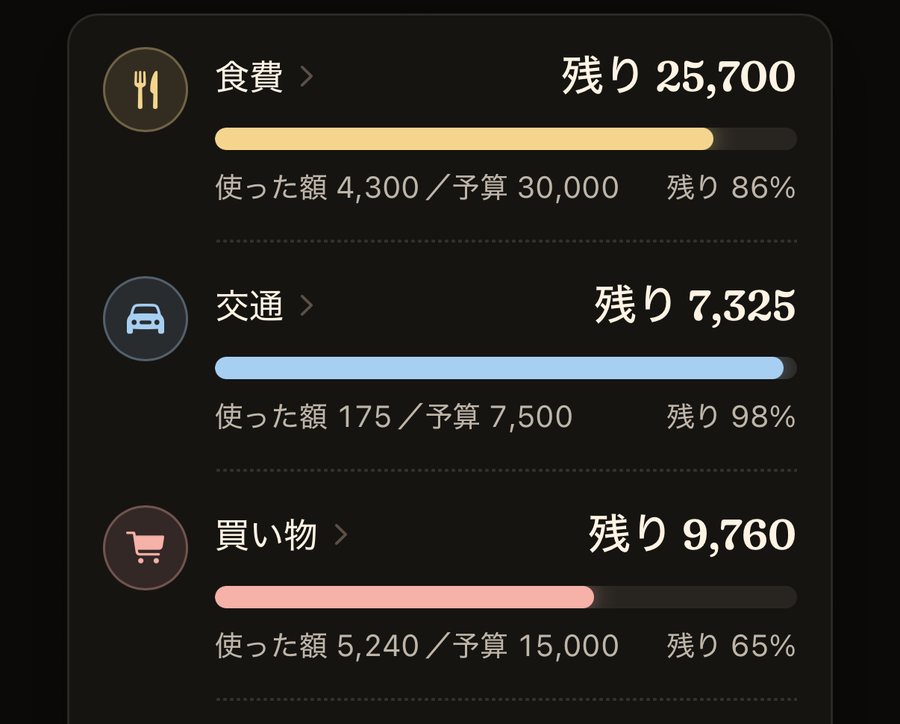 食費 > 残り 25,700
使った額 4,300／予算 30,000 残り 86%
交通 > 残り 7,325
使った額 175／予算 7,500 残り 98%
買い物 > 残り 9,760
使った額 5,240／予算 15,000 残り 65%